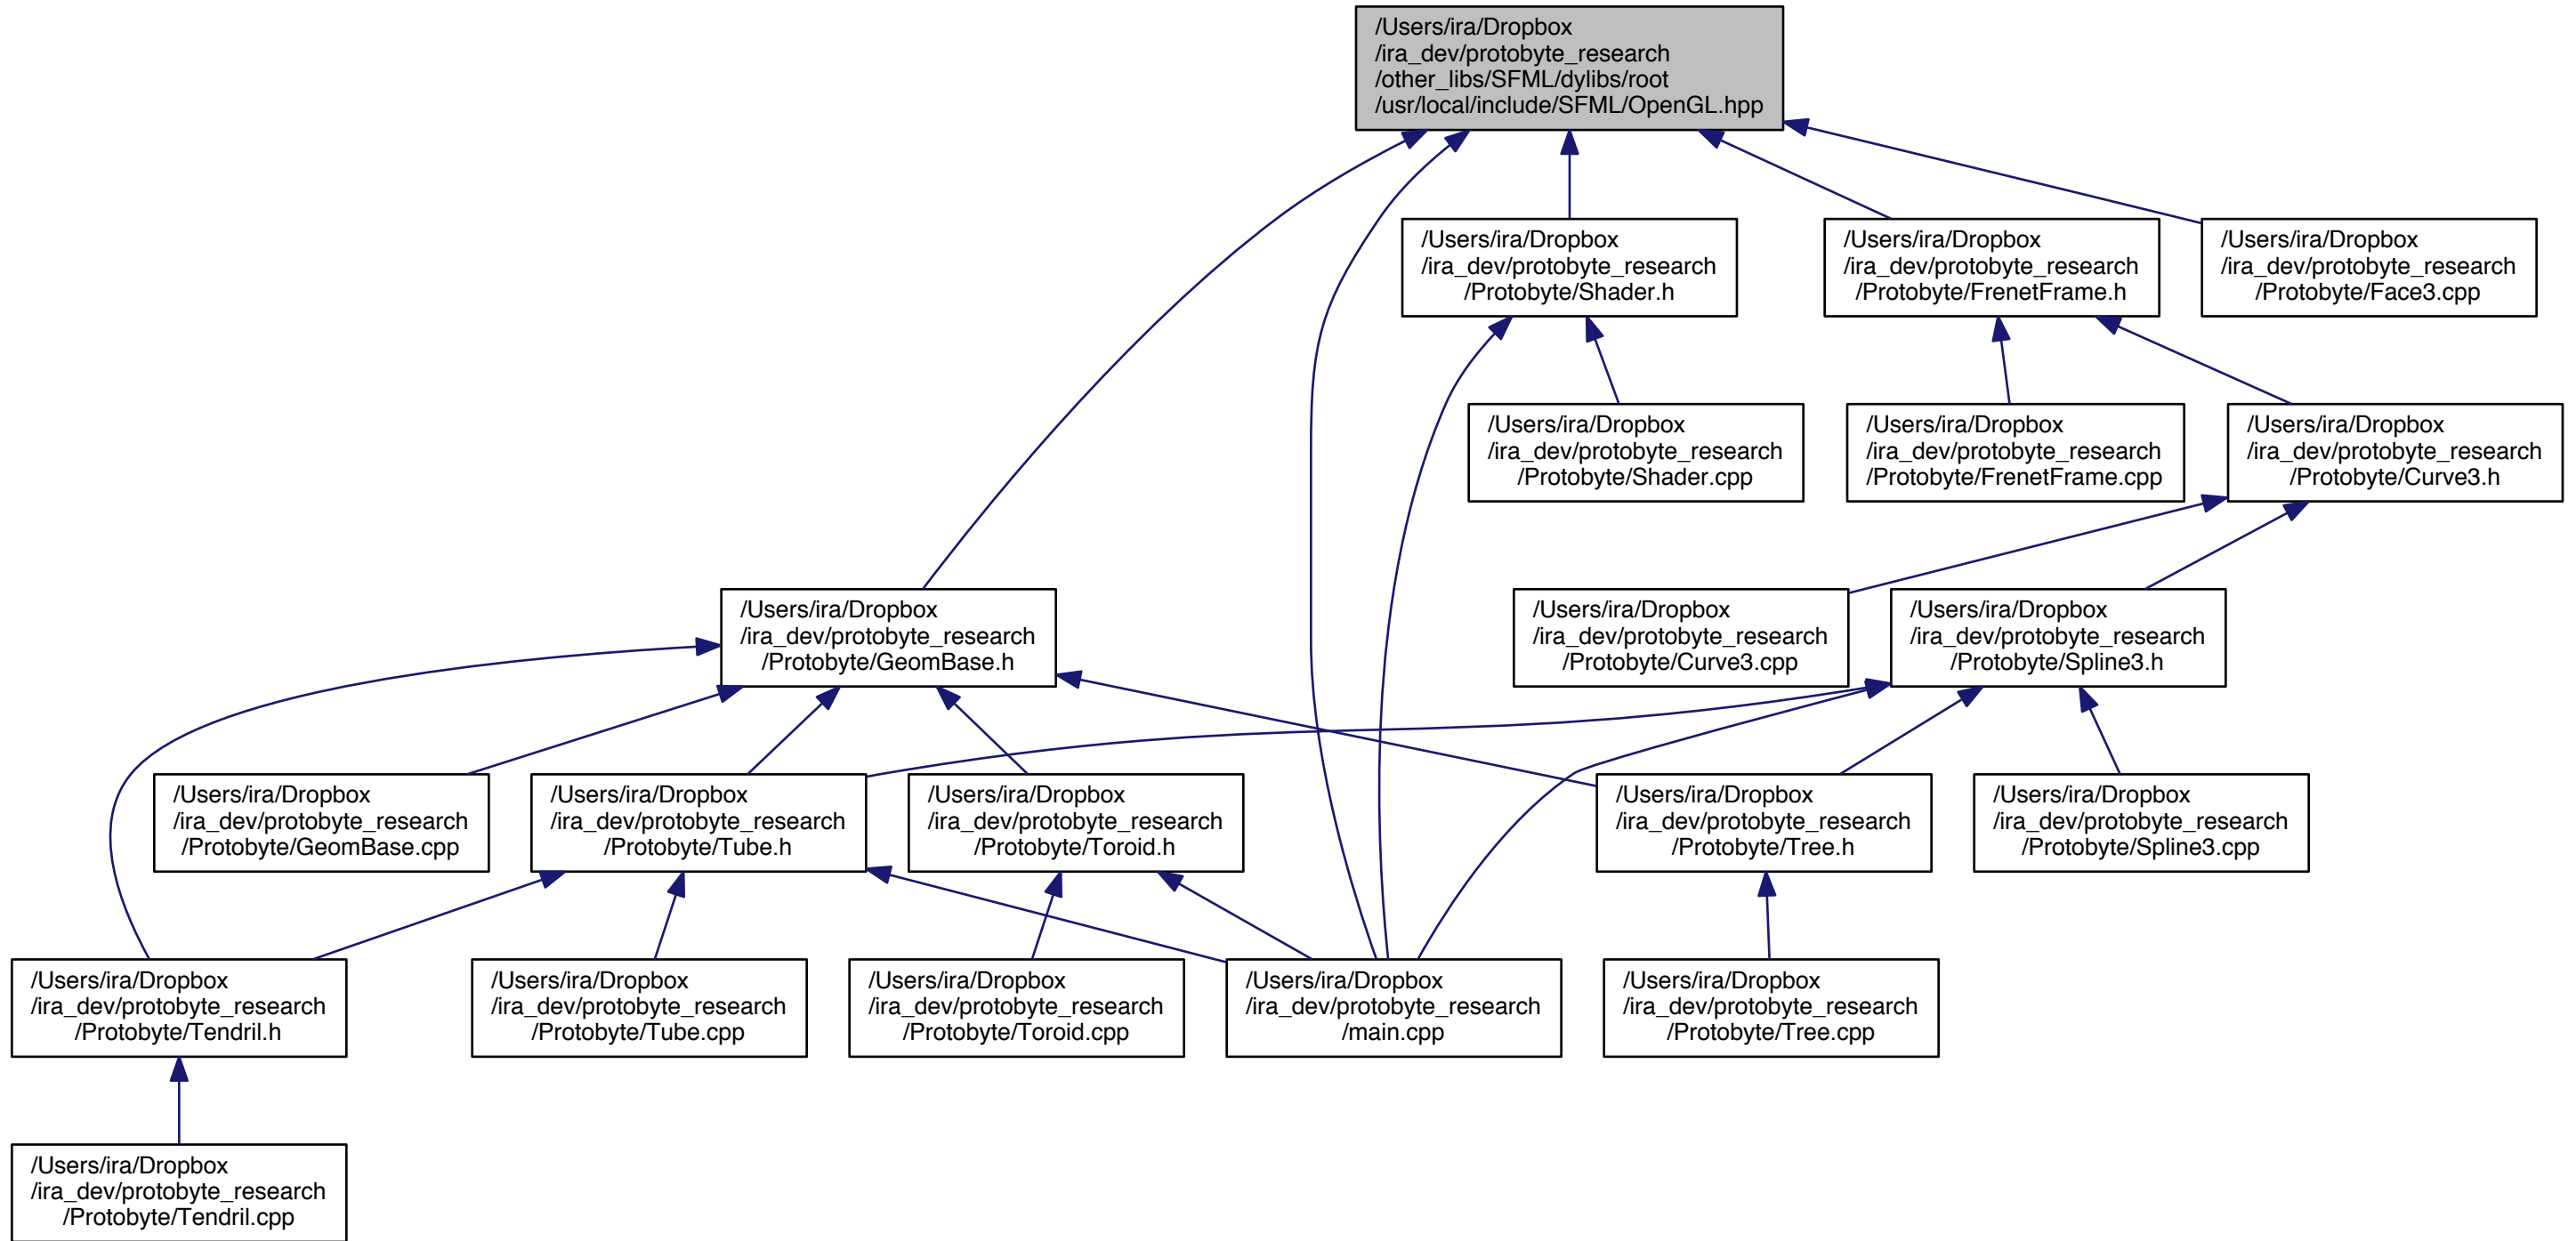 /Users/ira/Dropbox
/ira_dev/protobyte_research
/other_libs/SFML/dylibs/root
/usr/local/include/SFML/OpenGL.hpp
/Users/ira/Dropbox
/ira_dev/protobyte_research
/Protobyte/Shader.h
/Users/ira/Dropbox
/ira_dev/protobyte_research
/Protobyte/FrenetFrame.h
/Users/ira/Dropbox
/ira_dev/protobyte_research
/Protobyte/Face3.cpp
/Users/ira/Dropbox
/ira_dev/protobyte_research
/Protobyte/Shader.cpp
/Users/ira/Dropbox
/ira_dev/protobyte_research
/Protobyte/FrenetFrame.cpp
/Users/ira/Dropbox
/ira_dev/protobyte_research
/Protobyte/Curve3.h
/Users/ira/Dropbox
/ira_dev/protobyte_research
/Protobyte/GeomBase.h
/Users/ira/Dropbox
/ira_dev/protobyte_research
/Protobyte/Curve3.cpp
/Users/ira/Dropbox
/ira_dev/protobyte_research
/Protobyte/Spline3.h
/Users/ira/Dropbox
/ira_dev/protobyte_research
/Protobyte/GeomBase.cpp
/Users/ira/Dropbox
/ira_dev/protobyte_research
/Protobyte/Tube.h
/Users/ira/Dropbox
/ira_dev/protobyte_research
/Protobyte/Toroid.h
/Users/ira/Dropbox
/ira_dev/protobyte_research
/Protobyte/Tree.h
/Users/ira/Dropbox
/ira_dev/protobyte_research
/Protobyte/Spline3.cpp
/Users/ira/Dropbox
/ira_dev/protobyte_research
/Protobyte/Tendril.h
/Users/ira/Dropbox
/ira_dev/protobyte_research
/Protobyte/Tube.cpp
/Users/ira/Dropbox
/ira_dev/protobyte_research
/Protobyte/Toroid.cpp
/Users/ira/Dropbox
/ira_dev/protobyte_research
/main.cpp
/Users/ira/Dropbox
/ira_dev/protobyte_research
/Protobyte/Tree.cpp
/Users/ira/Dropbox
/ira_dev/protobyte_research
/Protobyte/Tendril.cpp